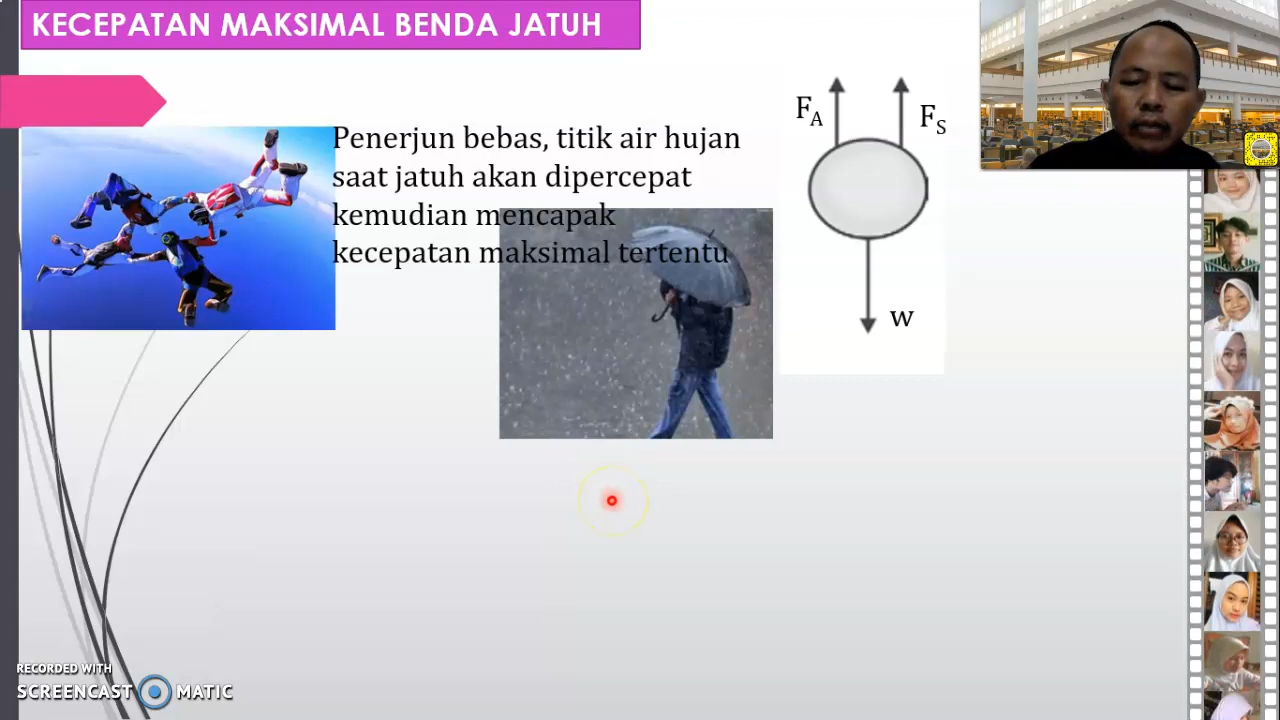 KECEPATAN MAKSIMAL BENDA JATUH
Penerjun bebas, titik air hujan
saat jatuh akan dipercepat
kemudian mencapak
kecepatan maksimal tertentu
FA
FS
w
RECORDED WITH
SCREENCAST MATIC